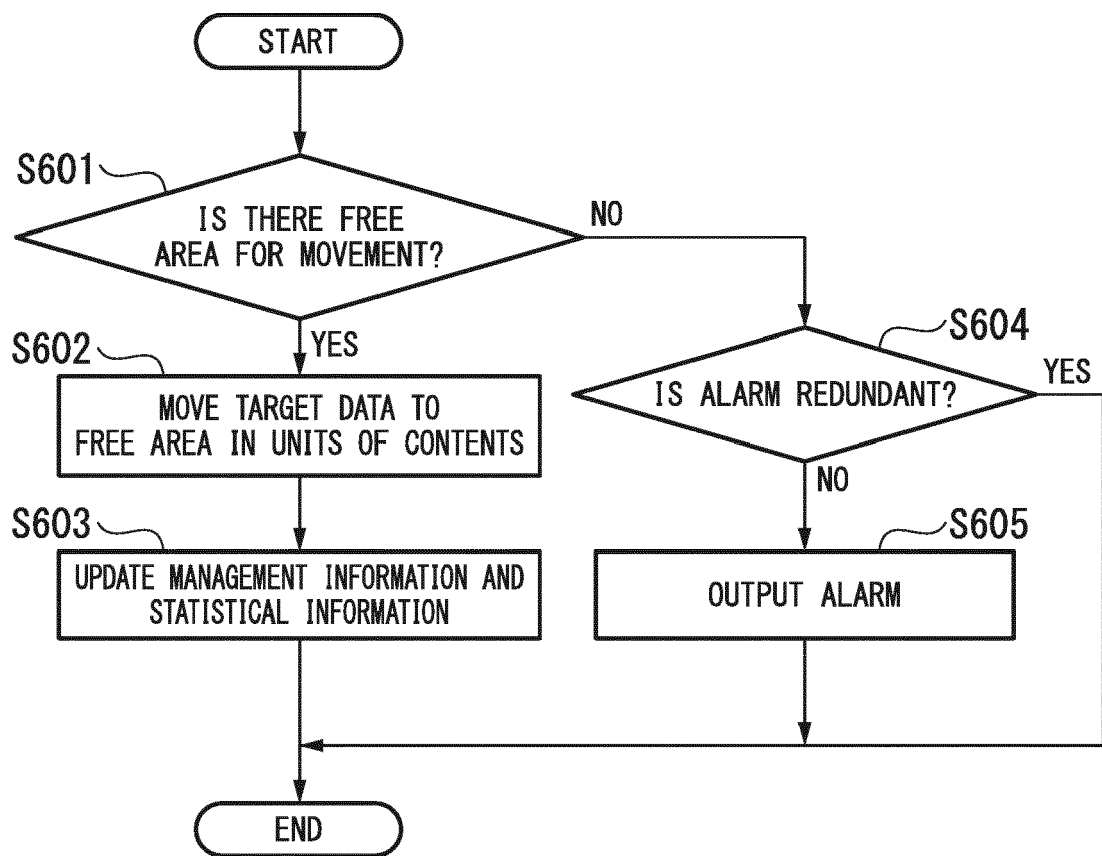 START
S601
IS THERE FREE
AREA FOR MOVEMENT?
NO
YES
S602
MOVE TARGET DATA TO
FREE AREA IN UNITS OF CONTENTS
S603
UPDATE MANAGEMENT INFORMATION AND
STATISTICAL INFORMATION
S604
IS ALARM REDUNDANT?
YES
NO
S605
OUTPUT ALARM
END